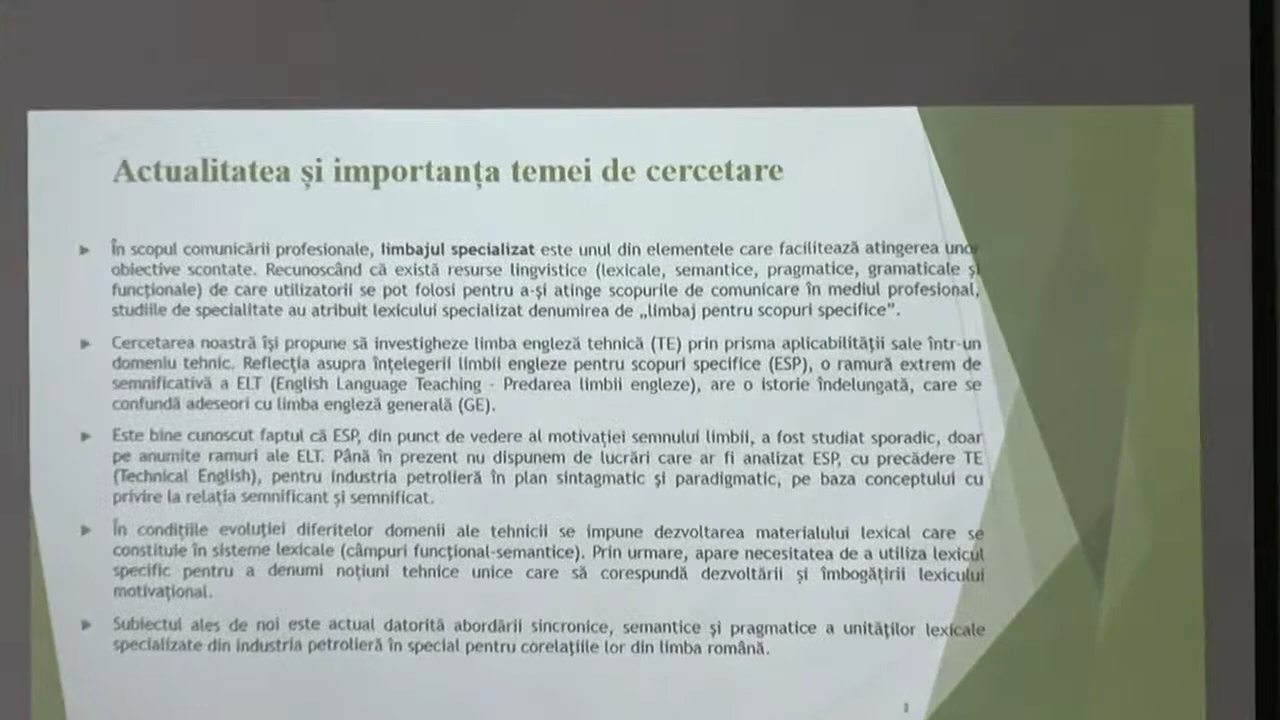 Actualitatea și importanța temei de cercetare
În scopul comunicării profesionale, limbajul specializat este unul din elementele care facilitează atingerea unor
obiective scontate. Recunoscând că există resurse lingvistice (lexicale, semantice, pragmatice, gramaticale și
funcționale) de care utilizatorii se pot folosi pentru a-și atinge scopurile de comunicare în mediul profesional,
studiile de specialitate au atribuit lexicului specializat denumirea de „limbaj pentru scopuri specifice”.
Cercetarea noastră își propune să investigheze limba engleză tehnică (TE) prin prisma aplicabilității sale într-un
domeniu tehnic. Reflecția asupra înțelegerii limbii engleze pentru scopuri specifice (ESP), o ramură extrem de
semnificativă a ELT (English Language Teaching - Predarea limbii engleze), are o istorie îndelungată, care se
confundă adeseori cu limba engleză generală (GE).
Este bine cunoscut faptul că ESP, din punct de vedere al motivației semnului limbii, a fost studiat sporadic, doar
pe anumite ramuri ale ELT. Până în prezent nu dispunem de lucrări care ar fi analizat ESP, cu precădere TE
(Technical English), pentru industria petrolieră în plan sintagmatic și paradigmatic, pe baza conceptului cu
privire la relația semnificant și semnificat.
În condițiile evoluției diferitelor domenii ale tehnicii se impune dezvoltarea materialului lexical care se
constituie în sisteme lexicale (câmpuri funcțional-semantice). Prin urmare, apare necesitatea de a utiliza lexicul
specific pentru a denumi noțiuni tehnice unice care să corespundă dezvoltării și îmbogățirii lexicului
motivațional.
Subiectul ales de noi este actual datorită abordării sincronice, semantice și pragmatice a unităților lexicale
specializate din industria petrolieră în special pentru corelațiile lor din limba română.